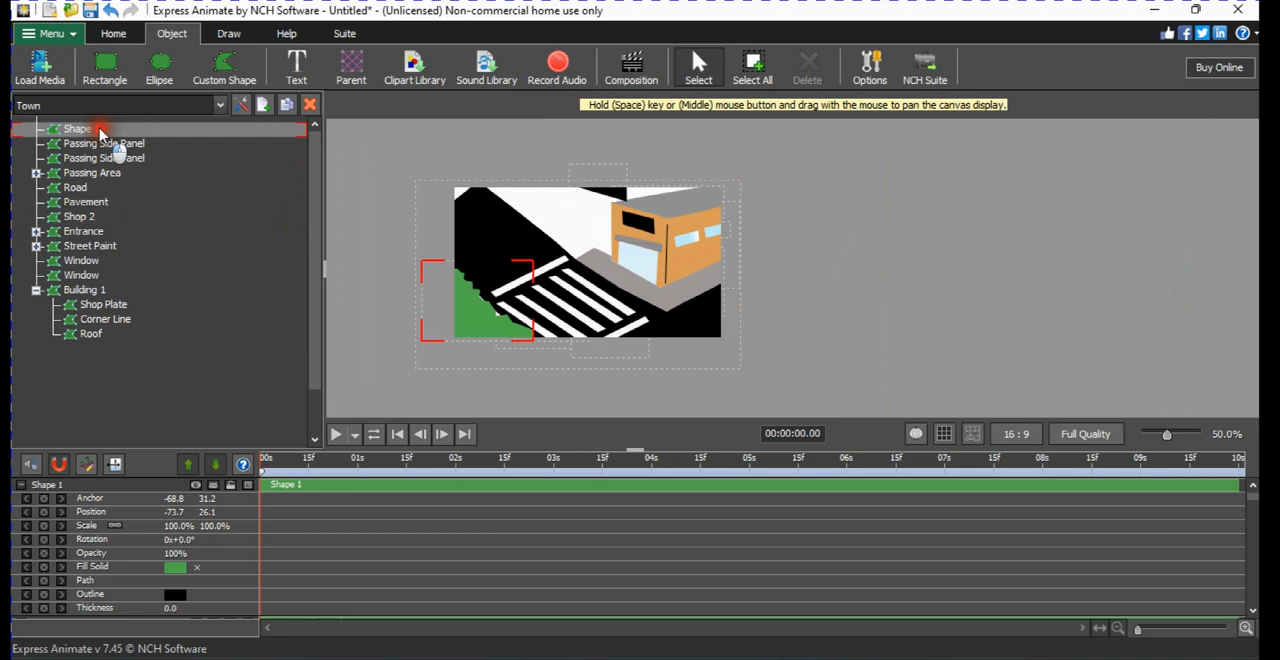 Express Animate by NCH Software - Untitled* - (Unlicensed) Non-commercial home use only
Menu Home Object Draw Help Suite
Load Media Rectangle Ellipse Custom Shape Text Parent Clipart Library Sound Library Record Audio Composition Select Select All Delete Options NCH Suite Buy Online
Town
Hold (Space) key or (Middle) mouse button and drag with the mouse to pan the canvas display.
Shape
Passing Side Panel
Passing Side Panel
Passing Area
Road
Pavement
Shop 2
Entrance
Street Paint
Window
Window
Building 1
Shop Plate
Corner Line
Roof
00:00:00.00 16 : 9 Full Quality 50.0%
00s 15f 01s 15f 02s 15f 03s 15f 04s 15f 05s 15f 06s 15f 07s 15f 08s 15f 09s 15f 10s
Shape 1 Shape 1
Anchor -68.8 31.2
Position -73.7 26.1
Scale 100.0% 100.0%
Rotation 0x+0.0°
Opacity 100%
Fill Solid
Path
Outline
Thickness 0.0
Express Animate v 7.45 © NCH Software